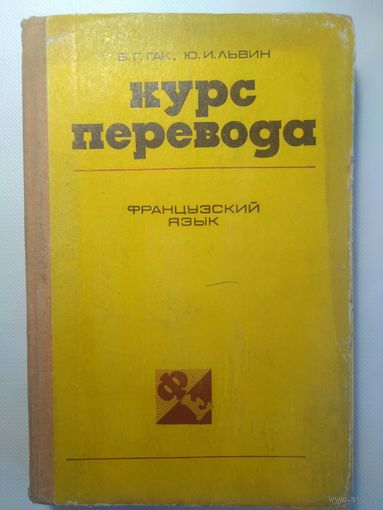 В. Г. ГАК, Ю. И. ЛЬВИН
курс
перевода
ФРАНЦУЗСКИЙ
ЯЗЫК
Ф
Я